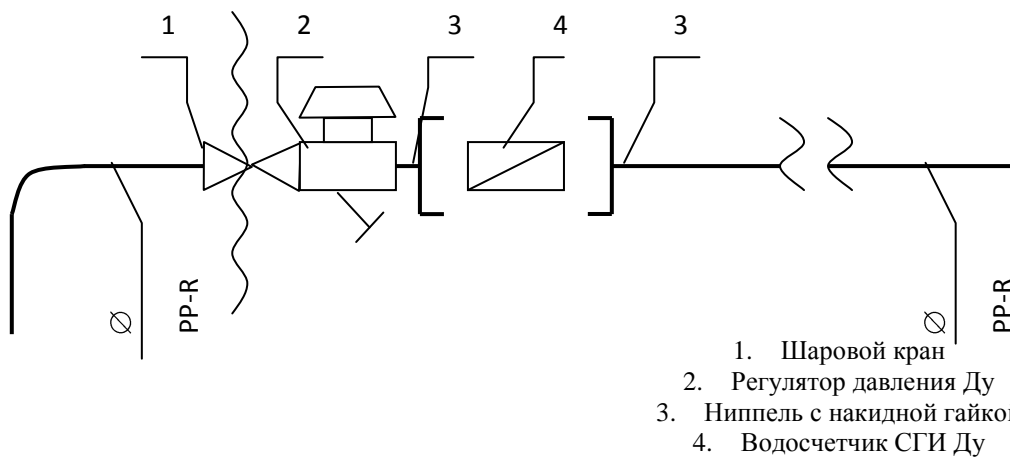 1 2 3 4 3
∅ PP-R
∅ PP-R
1. Шаровой кран
2. Регулятор давления Ду
3. Ниппель с накидной гайко
4. Водосчетчик СГИ Ду